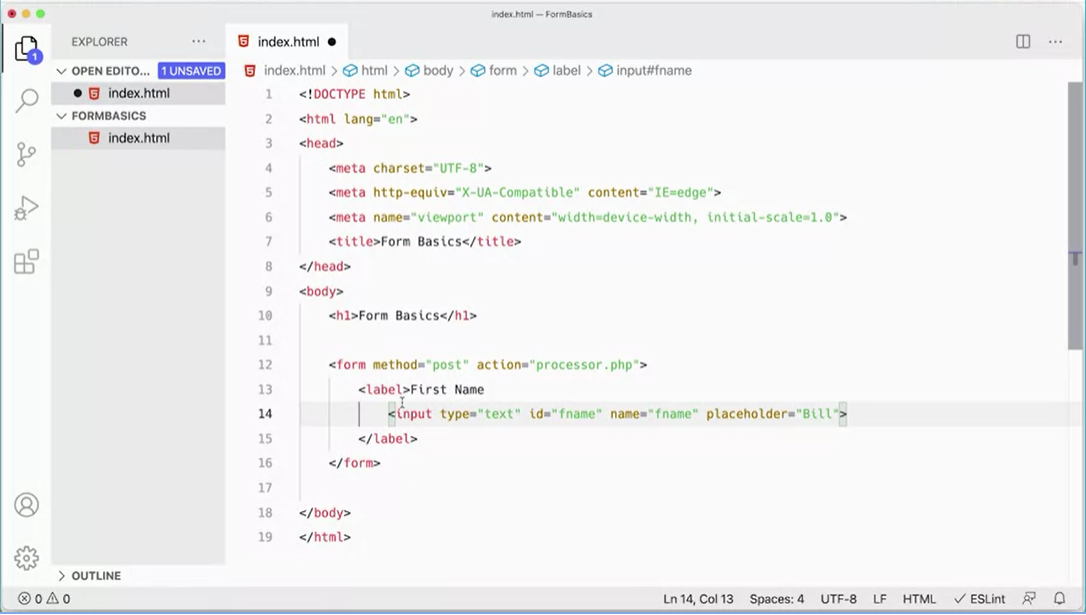 index.html — FormBasics
EXPLORER
index.html
OPEN EDITO... 1 UNSAVED
index.html > html > body > form > label > input#fname
index.html
FORMBASICS
index.html
1 <!DOCTYPE html>
2 <html lang="en">
3 <head>
4 <meta charset="UTF-8">
5 <meta http-equiv="X-UA-Compatible" content="IE=edge">
6 <meta name="viewport" content="width=device-width, initial-scale=1.0">
7 <title>Form Basics</title>
8 </head>
9 <body>
10 <h1>Form Basics</h1>
11
12 <form method="post" action="processor.php">
13 <label>First Name
14 <input type="text" id="fname" name="fname" placeholder="Bill">
15 </label>
16 </form>
17
18 </body>
19 </html>
1
OUTLINE
0 0
Ln 14, Col 13 Spaces: 4 UTF-8 LF HTML ESLint